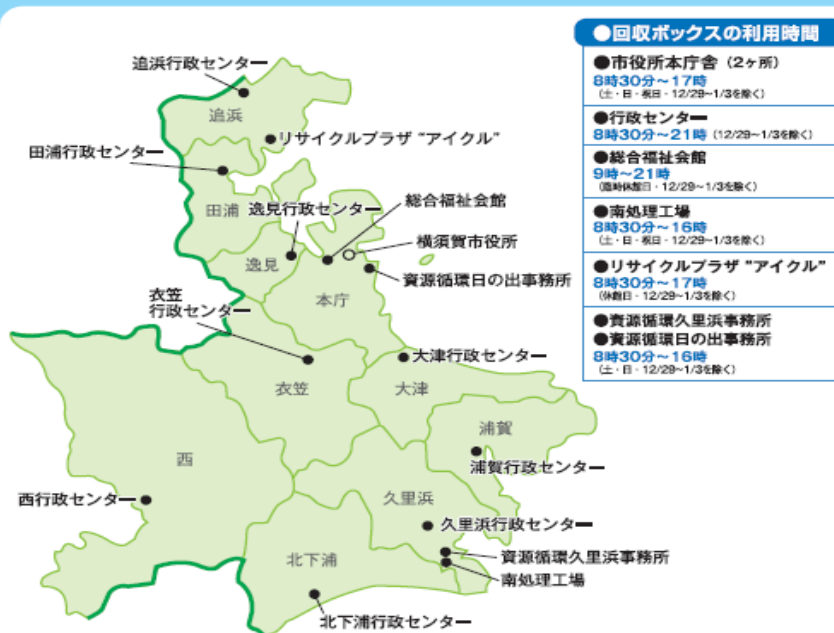 追浜行政センター
追浜
リサイクルプラザ “アイクル”
田浦行政センター
田浦
逸見行政センター
総合福祉会館
横須賀市役所
逸見
資源循環日の出事務所
本庁
衣笠
行政センター
大津行政センター
衣笠
大津
浦賀
浦賀行政センター
西
西行政センター
久里浜
久里浜行政センター
資源循環久里浜事務所
北下浦
南処理工場
北下浦行政センター
●回収ボックスの利用時間
●市役所本庁舎（2ヶ所）
8時30分~17時
（土・日・祝日・12/29~1/3を除く）
●行政センター
8時30分~21時（12/29~1/3を除く）
●総合福祉会館
9時~21時
（臨時休館日・12/29~1/3を除く）
●南処理工場
8時30分~16時
（土・日・祝日・12/29~1/3を除く）
●リサイクルプラザ “アイクル”
8時30分~17時
（休館日・12/29~1/3を除く）
●資源循環久里浜事務所
●資源循環日の出事務所
8時30分~16時
（土・日・12/29~1/3を除く）